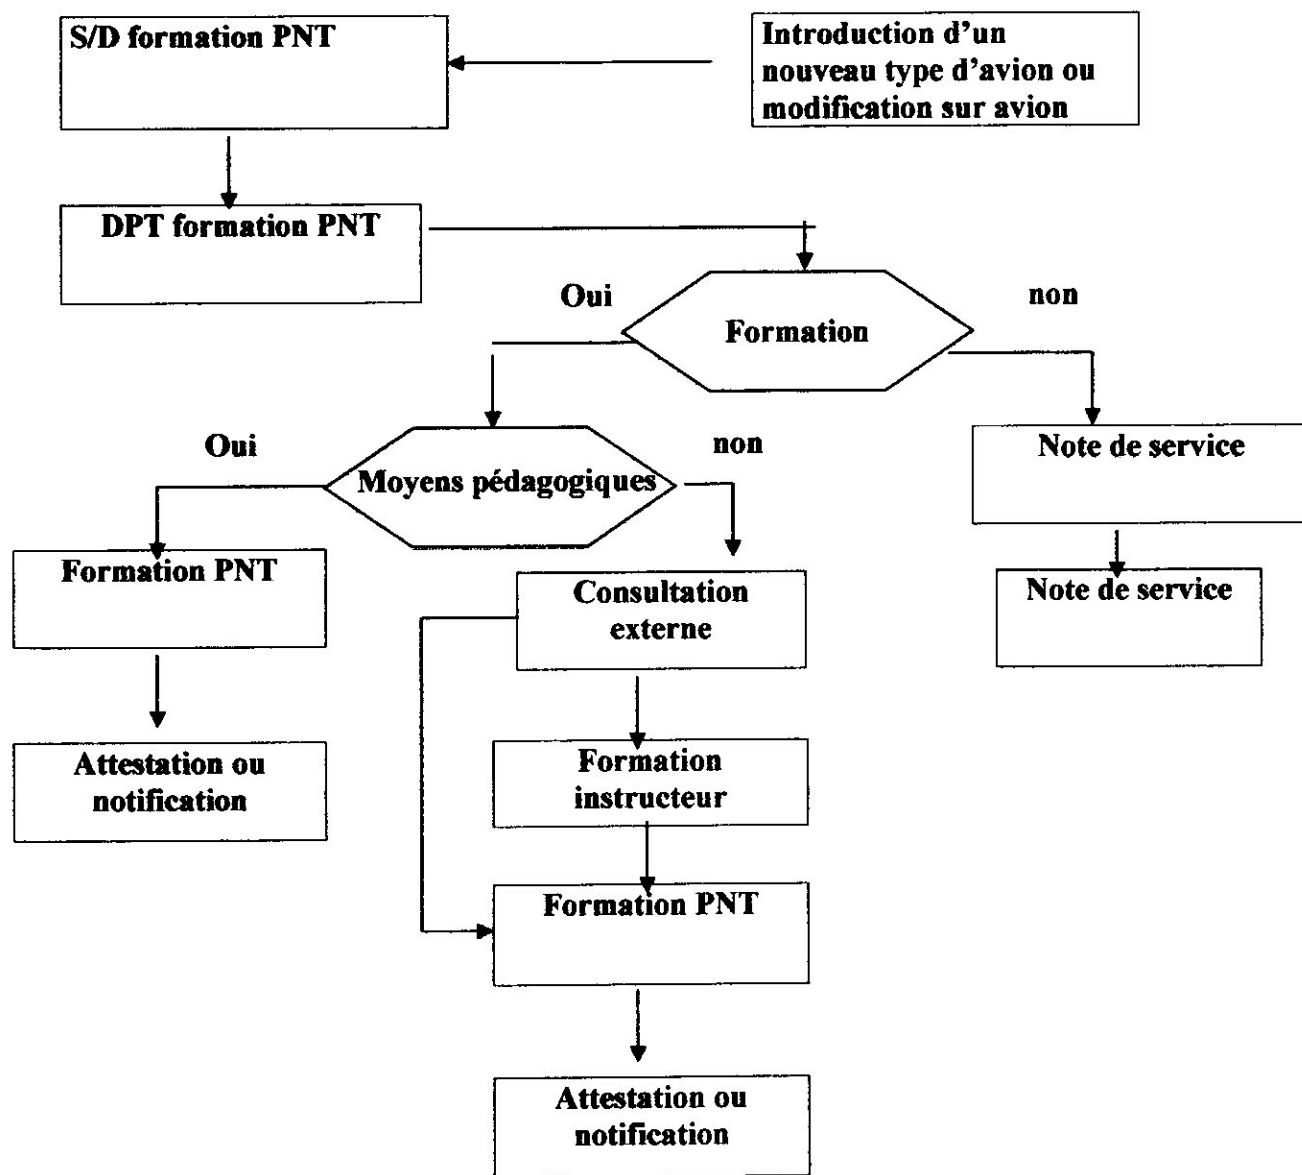 S/D formation PNT
Introduction d'un
nouveau type d'avion ou
modification sur avion
DPT formation PNT
Oui
non
Formation
Oui
non
Note de service
Moyens pédagogiques
Formation PNT
Consultation
externe
Note de service
Attestation ou
notification
Formation
instructeur
Formation PNT
Attestation ou
notification